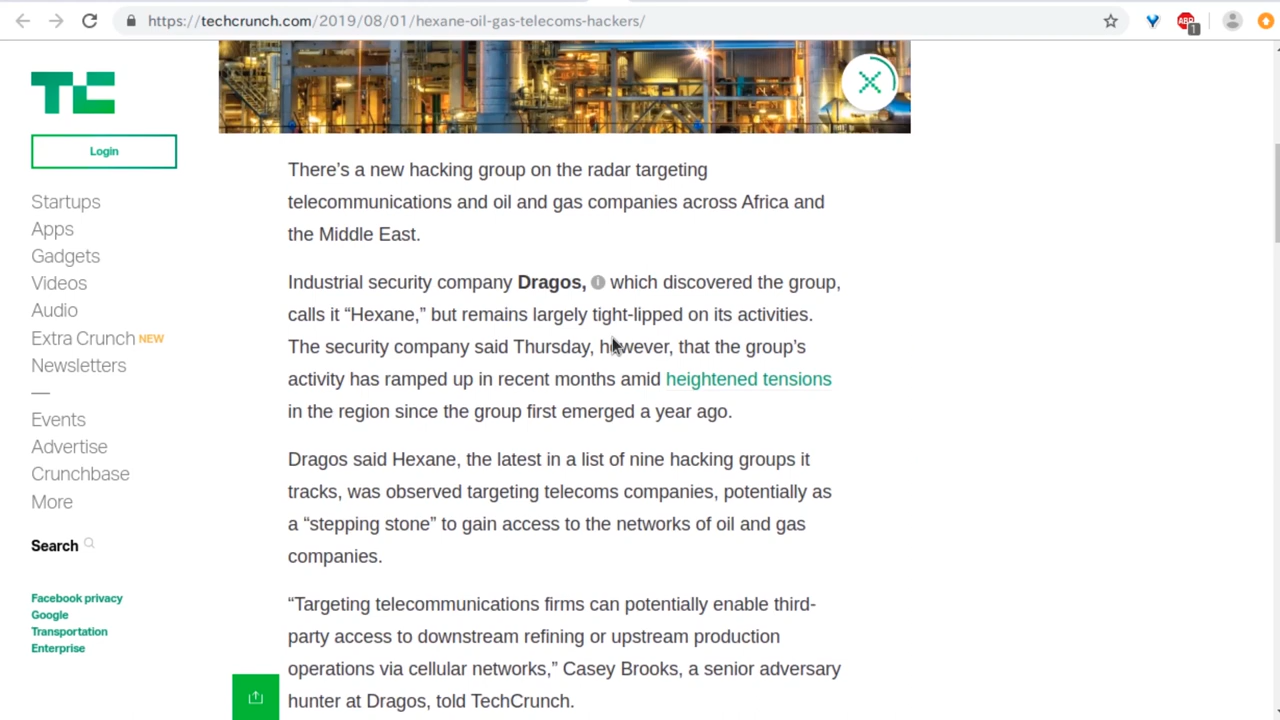 https://techcrunch.com/2019/08/01/hexane-oil-gas-telecoms-hackers/
ABP
1
TC
Login
Startups
Apps
Gadgets
Videos
Audio
Extra Crunch NEW
Newsletters
Events
Advertise
Crunchbase
More
Search
Facebook privacy
Google
Transportation
Enterprise
There’s a new hacking group on the radar targeting
telecommunications and oil and gas companies across Africa and
the Middle East.
Industrial security company Dragos, i which discovered the group,
calls it “Hexane,” but remains largely tight-lipped on its activities.
The security company said Thursday, however, that the group’s
activity has ramped up in recent months amid heightened tensions
in the region since the group first emerged a year ago.
Dragos said Hexane, the latest in a list of nine hacking groups it
tracks, was observed targeting telecoms companies, potentially as
a “stepping stone” to gain access to the networks of oil and gas
companies.
“Targeting telecommunications firms can potentially enable third-
party access to downstream refining or upstream production
operations via cellular networks,” Casey Brooks, a senior adversary
hunter at Dragos, told TechCrunch.